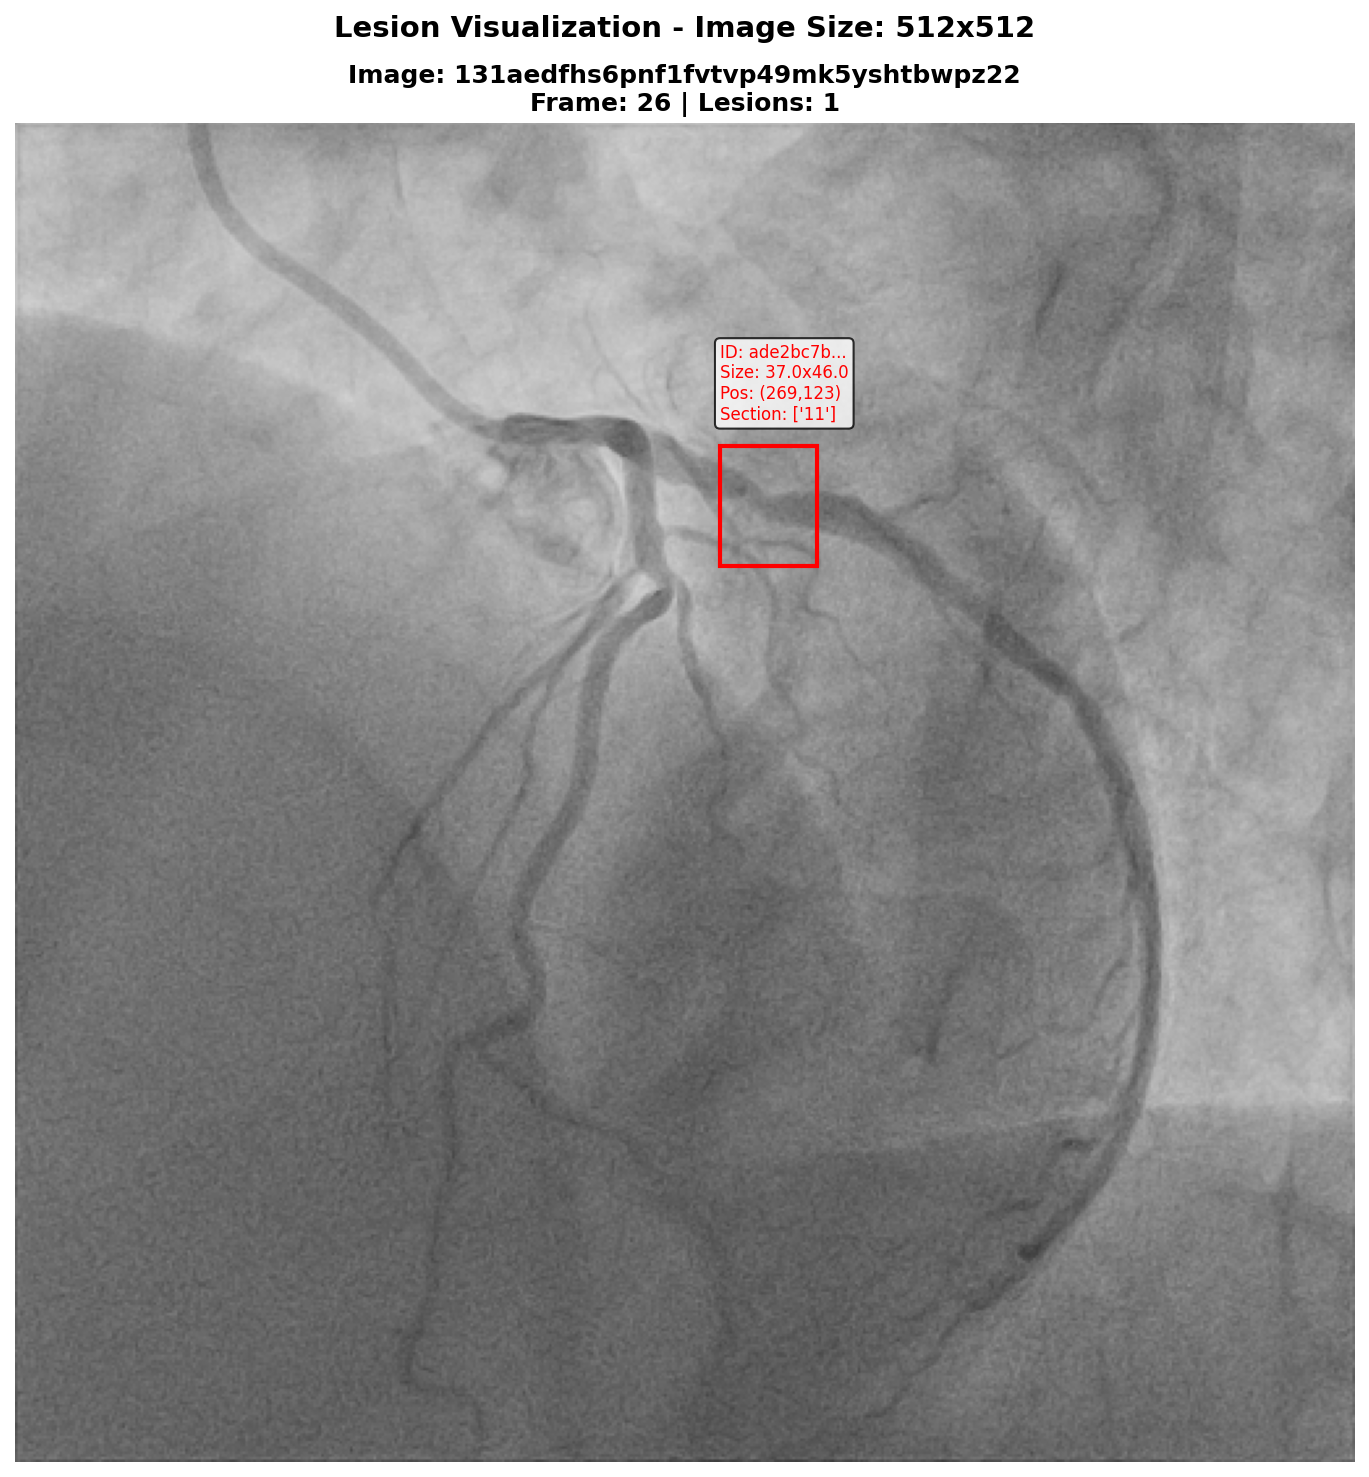 Lesion Visualization - Image Size: 512x512
Image: 131aedfhs6pnf1fvtvp49mk5yshtbwpz22
Frame: 26 | Lesions: 1
ID: ade2bc7b...
Size: 37.0x46.0
Pos: (269,123)
Section: ['11']